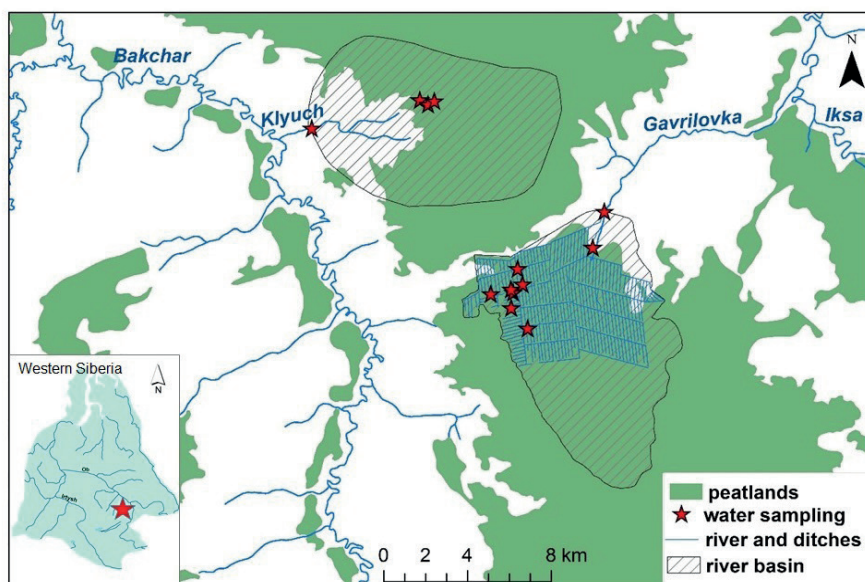 Bakchar
Klyuch
Gavrilovka
Iksa
N
Western Siberia
N
Ob
Irtysh
0 2 4 8 km
peatlands
water sampling
river and ditches
river basin